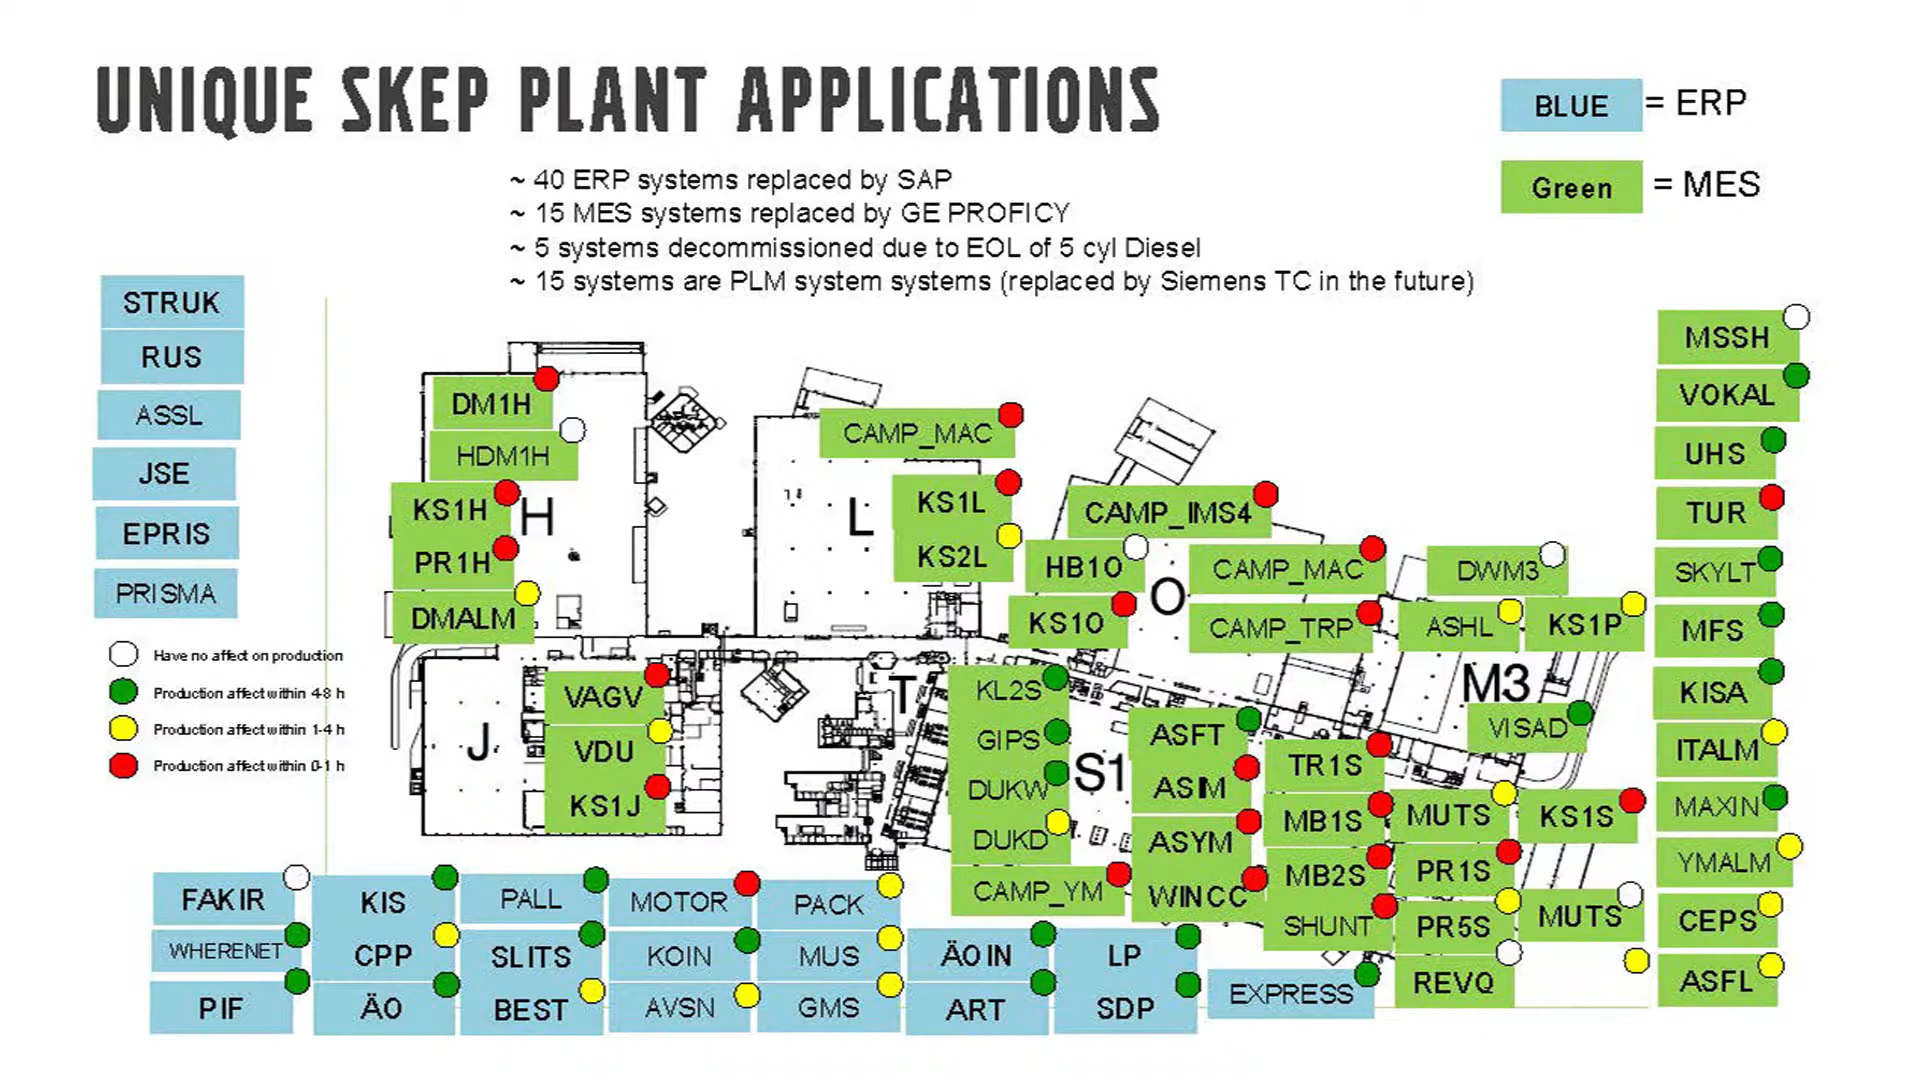 UNIQUE SKEP PLANT APPLICATIONS
BLUE = ERP
Green = MES
~ 40 ERP systems replaced by SAP
~ 15 MES systems replaced by GE PROFICY
~ 5 systems decommissioned due to EOL of 5 cyl Diesel
~ 15 systems are PLM system systems (replaced by Siemens TC in the future)
STRUK
RUS
ASSL
JSE
EPRIS
PRISMA
Have no affect on production
Production affect within 4-8 h
Production affect within 1-4 h
Production affect within 0-1 h
DM1H
HDM1H
KS1H
H
PR1H
DMALM
J
VAGV
VDU
KS1J
CAMP_MAC
L
KS1L
KS2L
T
CAMP_IMS4
HB1O
O
KS1O
CAMP_MAC
CAMP_TRP
DWM3
ASHL
KS1P
M3
VISAD
KL2S
GIPS
DUKW
DUKD
CAMP_YM
S1
ASFT
ASIM
ASYM
WINCC
TR1S
MB1S
MB2S
SHUNT
MUTS
PR1S
PR5S
REVQ
KS1S
MUTS
MSSH
VOKAL
UHS
TUR
SKYLT
MFS
KISA
ITALM
MAXIN
YMALM
CEPS
ASFL
FAKIR
WHERENET
PIF
KIS
CPP
ÄO
PALL
SLITS
BEST
MOTOR
KOIN
AVSN
PACK
MUS
GMS
ÄOIN
ART
LP
SDP
EXPRESS